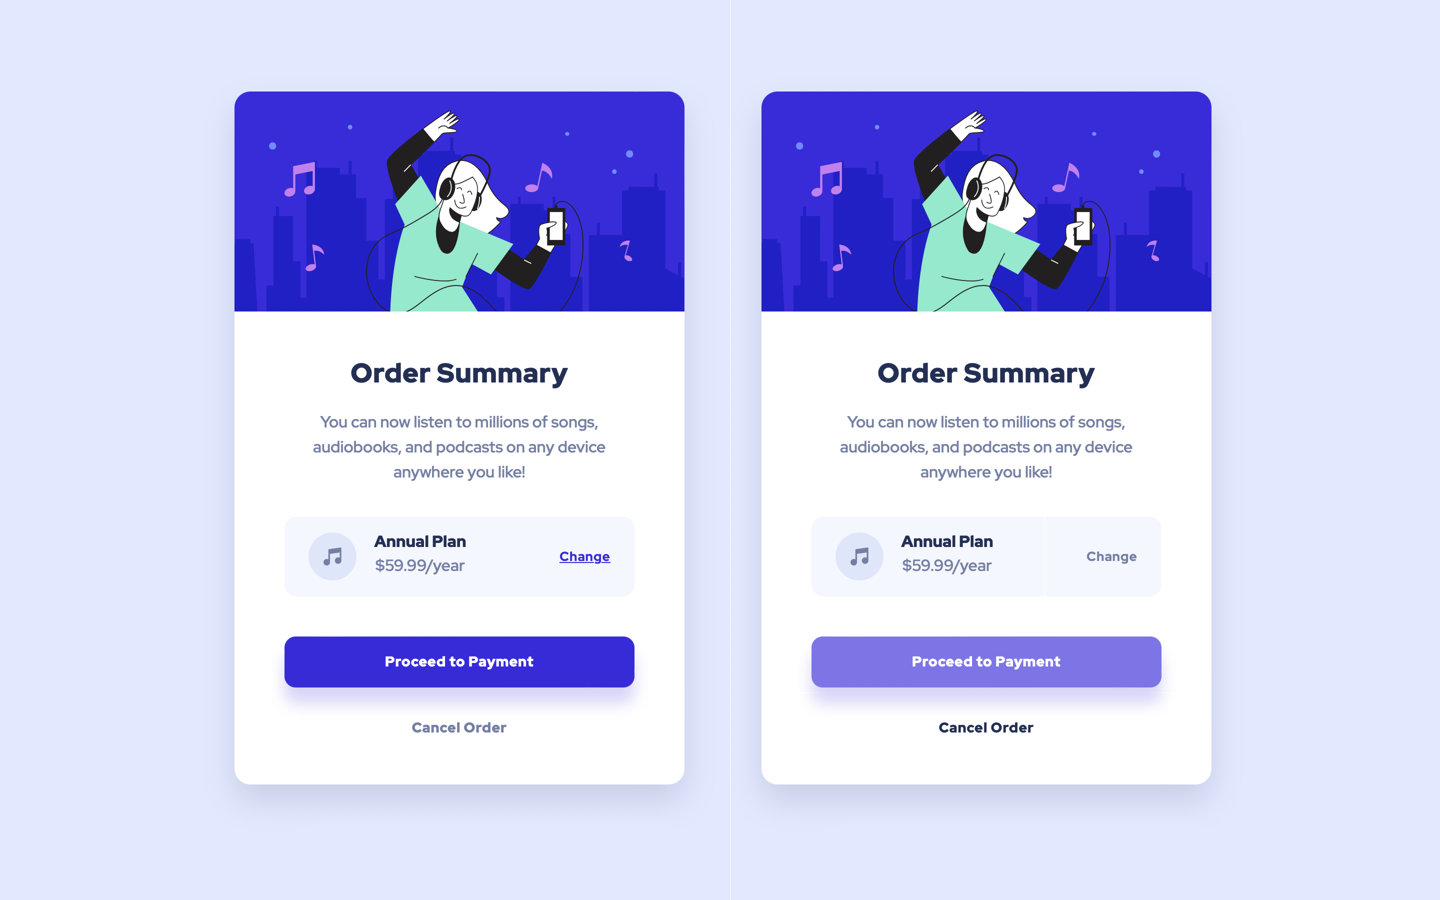 Order Summary
You can now listen to millions of songs,
audiobooks, and podcasts on any device
anywhere you like!
Annual Plan
$59.99/year
Change
Proceed to Payment
Cancel Order
Order Summary
You can now listen to millions of songs,
audiobooks, and podcasts on any device
anywhere you like!
Annual Plan
$59.99/year
Change
Proceed to Payment
Cancel Order